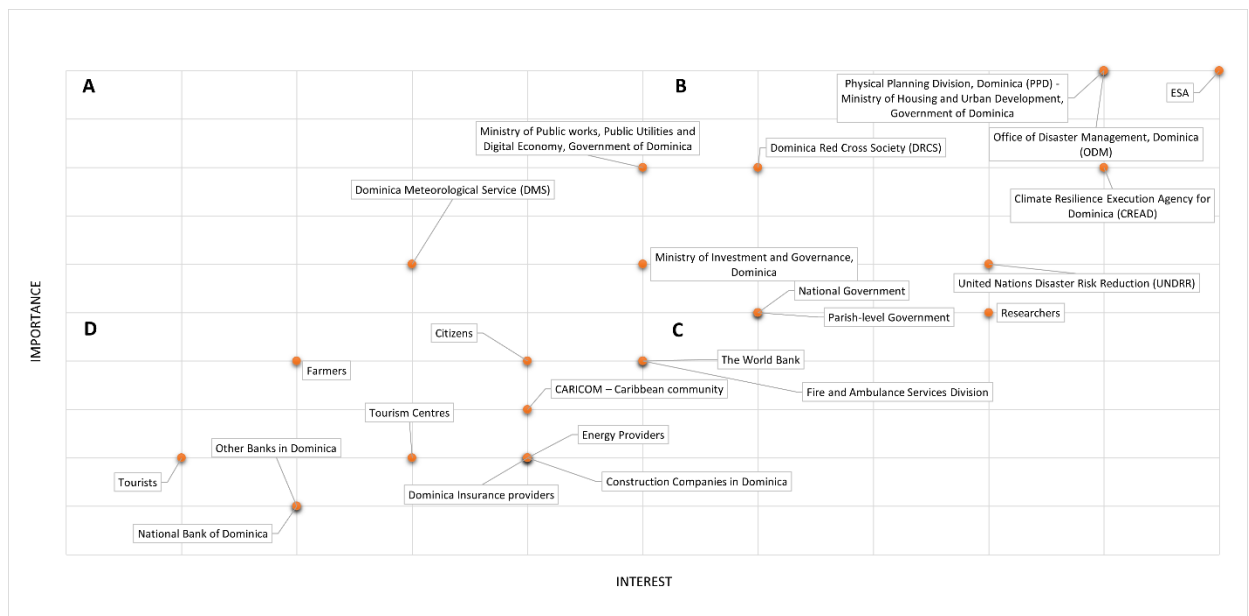 A
B
Physical Planning Division, Dominica (PPD) -
Ministry of Housing and Urban Development,
Government of Dominica
ESA
Ministry of Public works, Public Utilities and
Digital Economy, Government of Dominica
Dominica Red Cross Society (DRCS)
Office of Disaster Management, Dominica
(ODM)
Dominica Meteorological Service (DMS)
Climate Resilience Execution Agency for
Dominica (CREAD)
Ministry of Investment and Governance,
Dominica
United Nations Disaster Risk Reduction (UNDRR)
National Government
Parish-level Government
Researchers
IMPORTANCE
D
C
Citizens
The World Bank
Farmers
CARICOM – Caribbean community
Fire and Ambulance Services Division
Tourism Centres
Energy Providers
Other Banks in Dominica
Tourists
Dominica Insurance providers
Construction Companies in Dominica
National Bank of Dominica
INTEREST